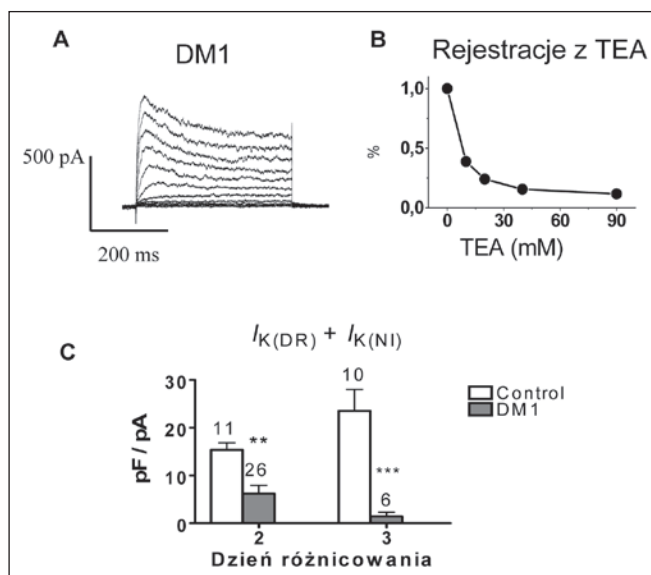 A
DM1
500 pA
200 ms
B
Rejestracje z TEA
1,0
0,5
0,0
%
0 30 60 90
TEA (mM)
C
IK(DR) + IK(NI)
30
20
10
0
pF / pA
11
**
26
10
***
6
Control
DM1
2 3
Dzień różnicowania